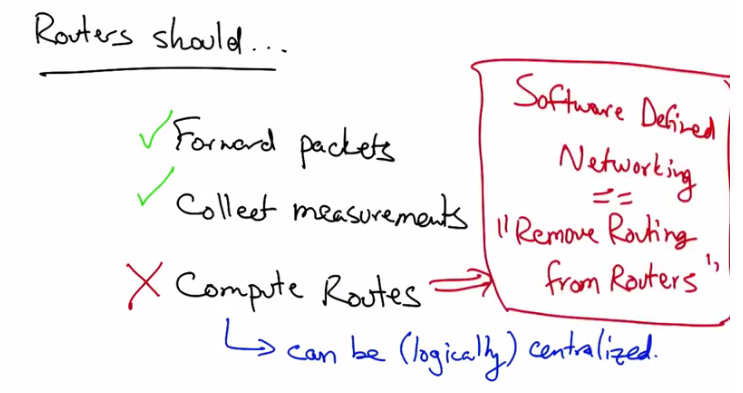 Routers should...
Forward packets
Collect measurements
Compute Routes
can be (logically) centralized.
Software Defined
Networking
==
"Remove Routing
from Routers"